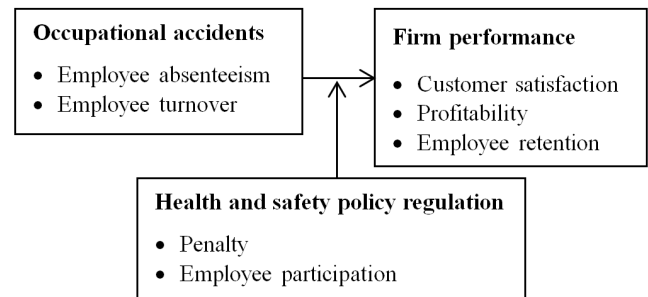 Occupational accidents
• Employee absenteeism
• Employee turnover
Firm performance
• Customer satisfaction
• Profitability
• Employee retention
Health and safety policy regulation
• Penalty
• Employee participation